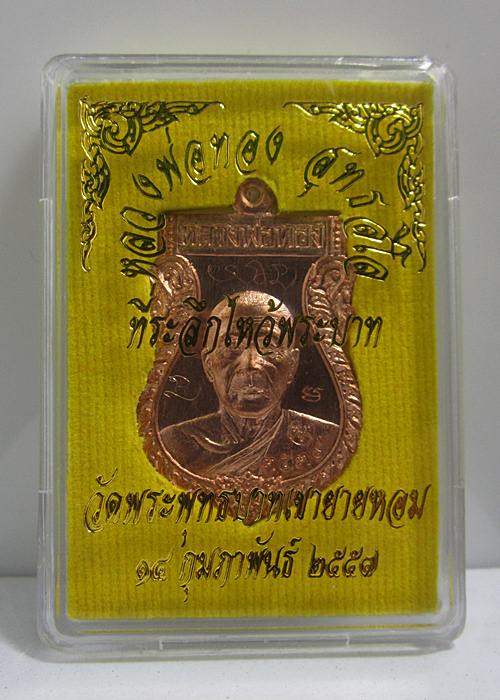 หลวงพ่อทอง สุทธสีโล
หลวงพ่อทอง
ที่ระลึกไหว้พระบาท
วัดพระพุทธบาทเขายายหอม
๑๔ กุมภาพันธ์ ๒๕๕๗